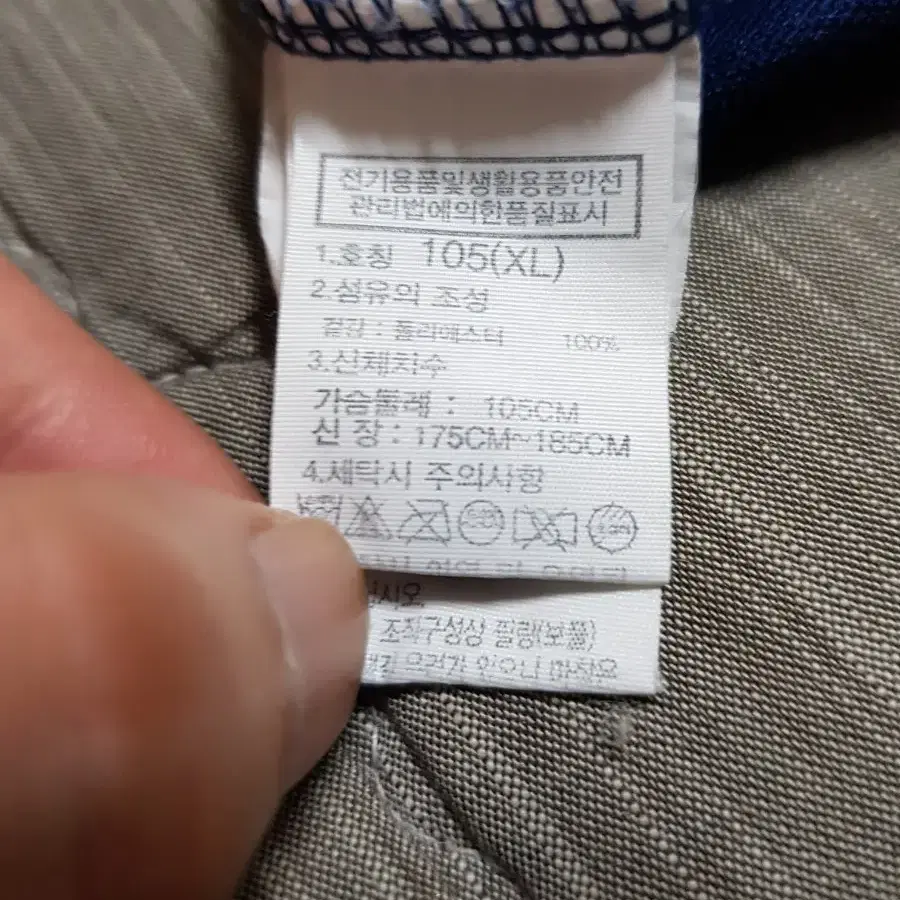 전기용품및생활용품안전
관리법에의한품질표시
1.호칭 105(XL)
2.섬유의 조성
겉감 : 폴리에스터 100%
3.신체치수
가슴둘레 : 105CM
신 장 : 175CM~185CM
4.세탁시 주의사항
십시오.
조직구성상 필링(보풀)
우려가 있으니 마찰은